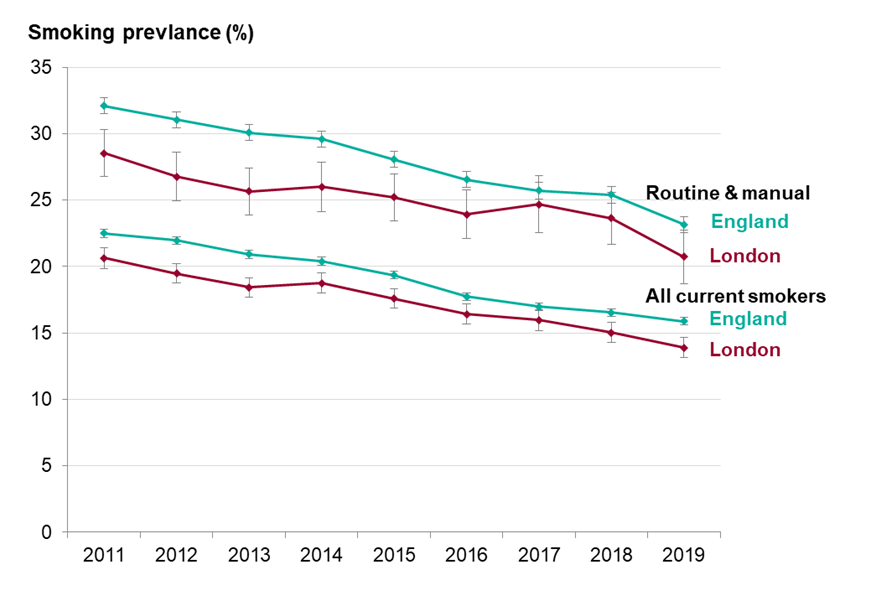 Smoking prevlance (%)
35
30
25
20
15
10
5
0
Routine & manual
England
London
All current smokers
England
London
2011 2012 2013 2014 2015 2016 2017 2018 2019